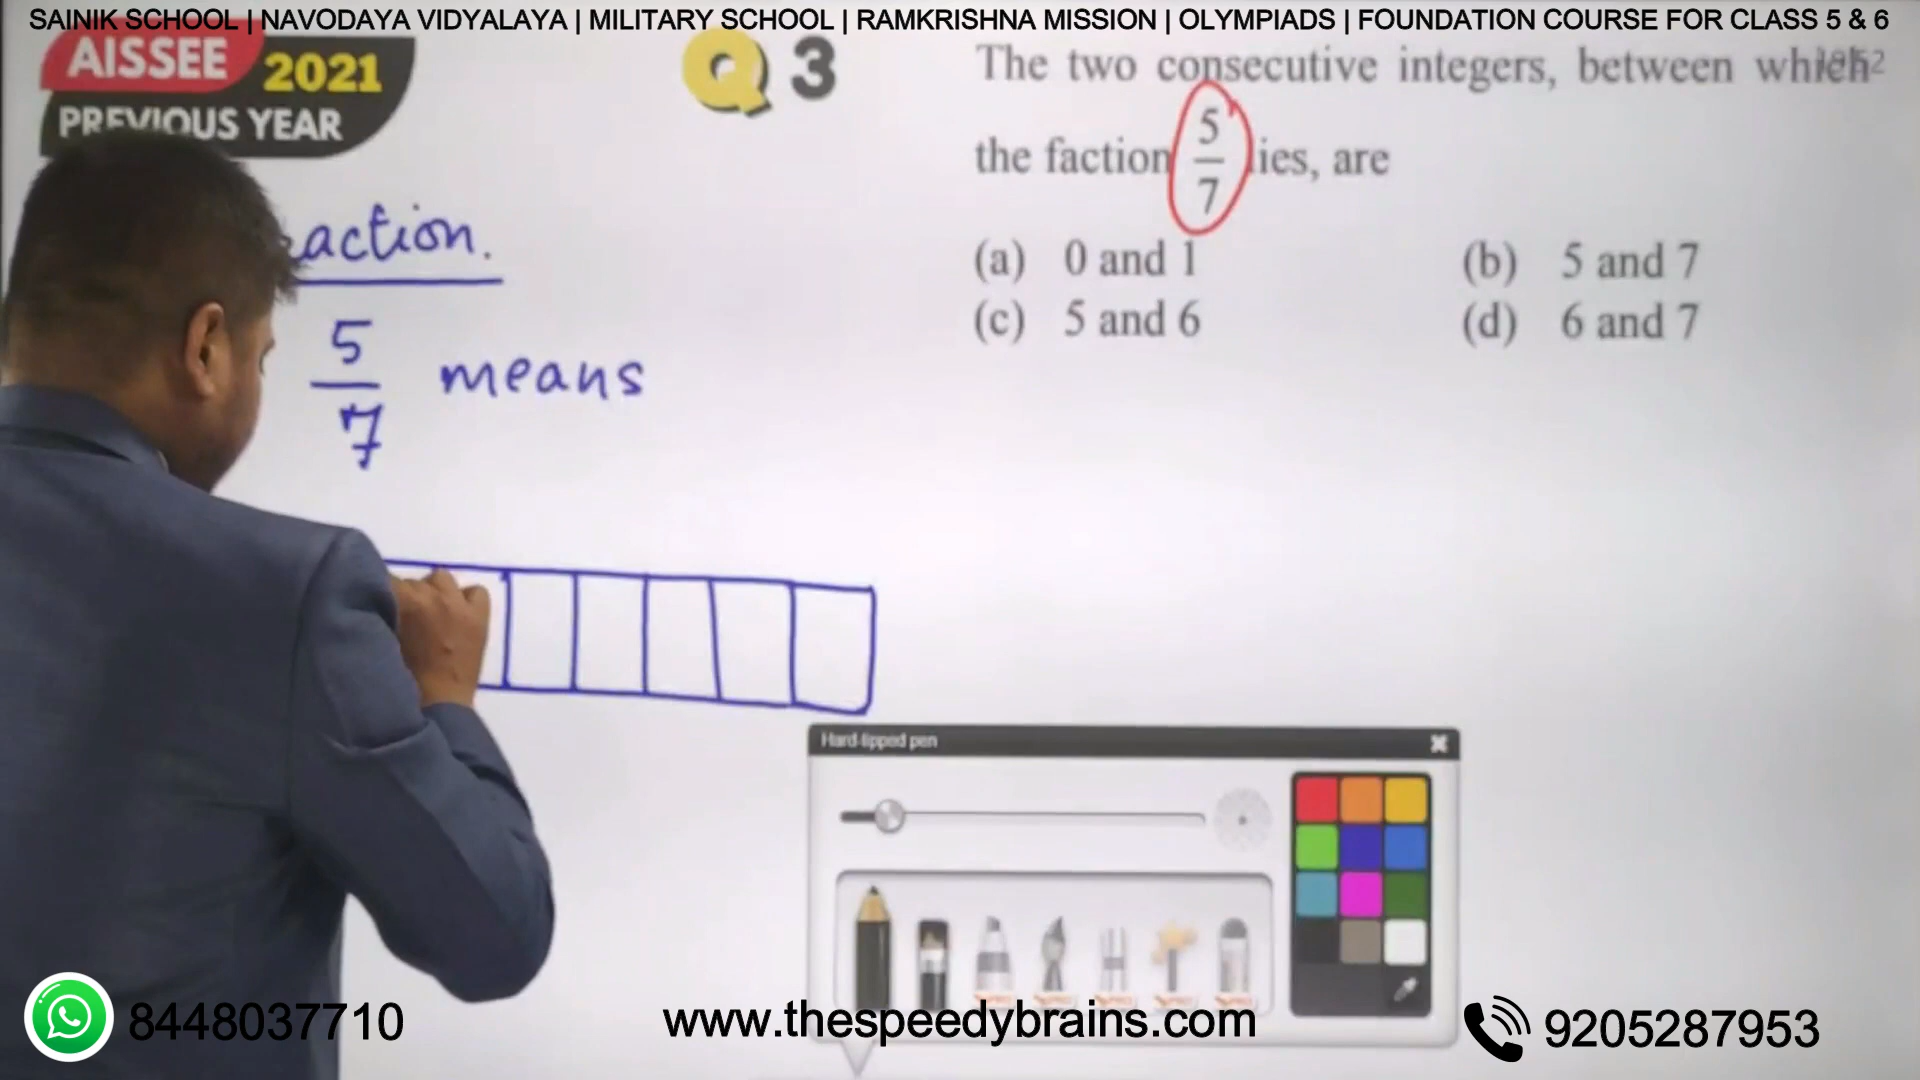 SAINIK SCHOOL | NAVODAYA VIDYALAYA | MILITARY SCHOOL | RAMKRISHNA MISSION | OLYMPIADS | FOUNDATION COURSE FOR CLASS 5 & 6
AISSEE 2021
PREVIOUS YEAR
Q 3
The two consecutive integers, between which
the faction 5/7 lies, are
(a) 0 and 1
(b) 5 and 7
(c) 5 and 6
(d) 6 and 7
action.
5/7 means
Hard-tipped pen
8448037710
www.thespeedybrains.com
9205287953